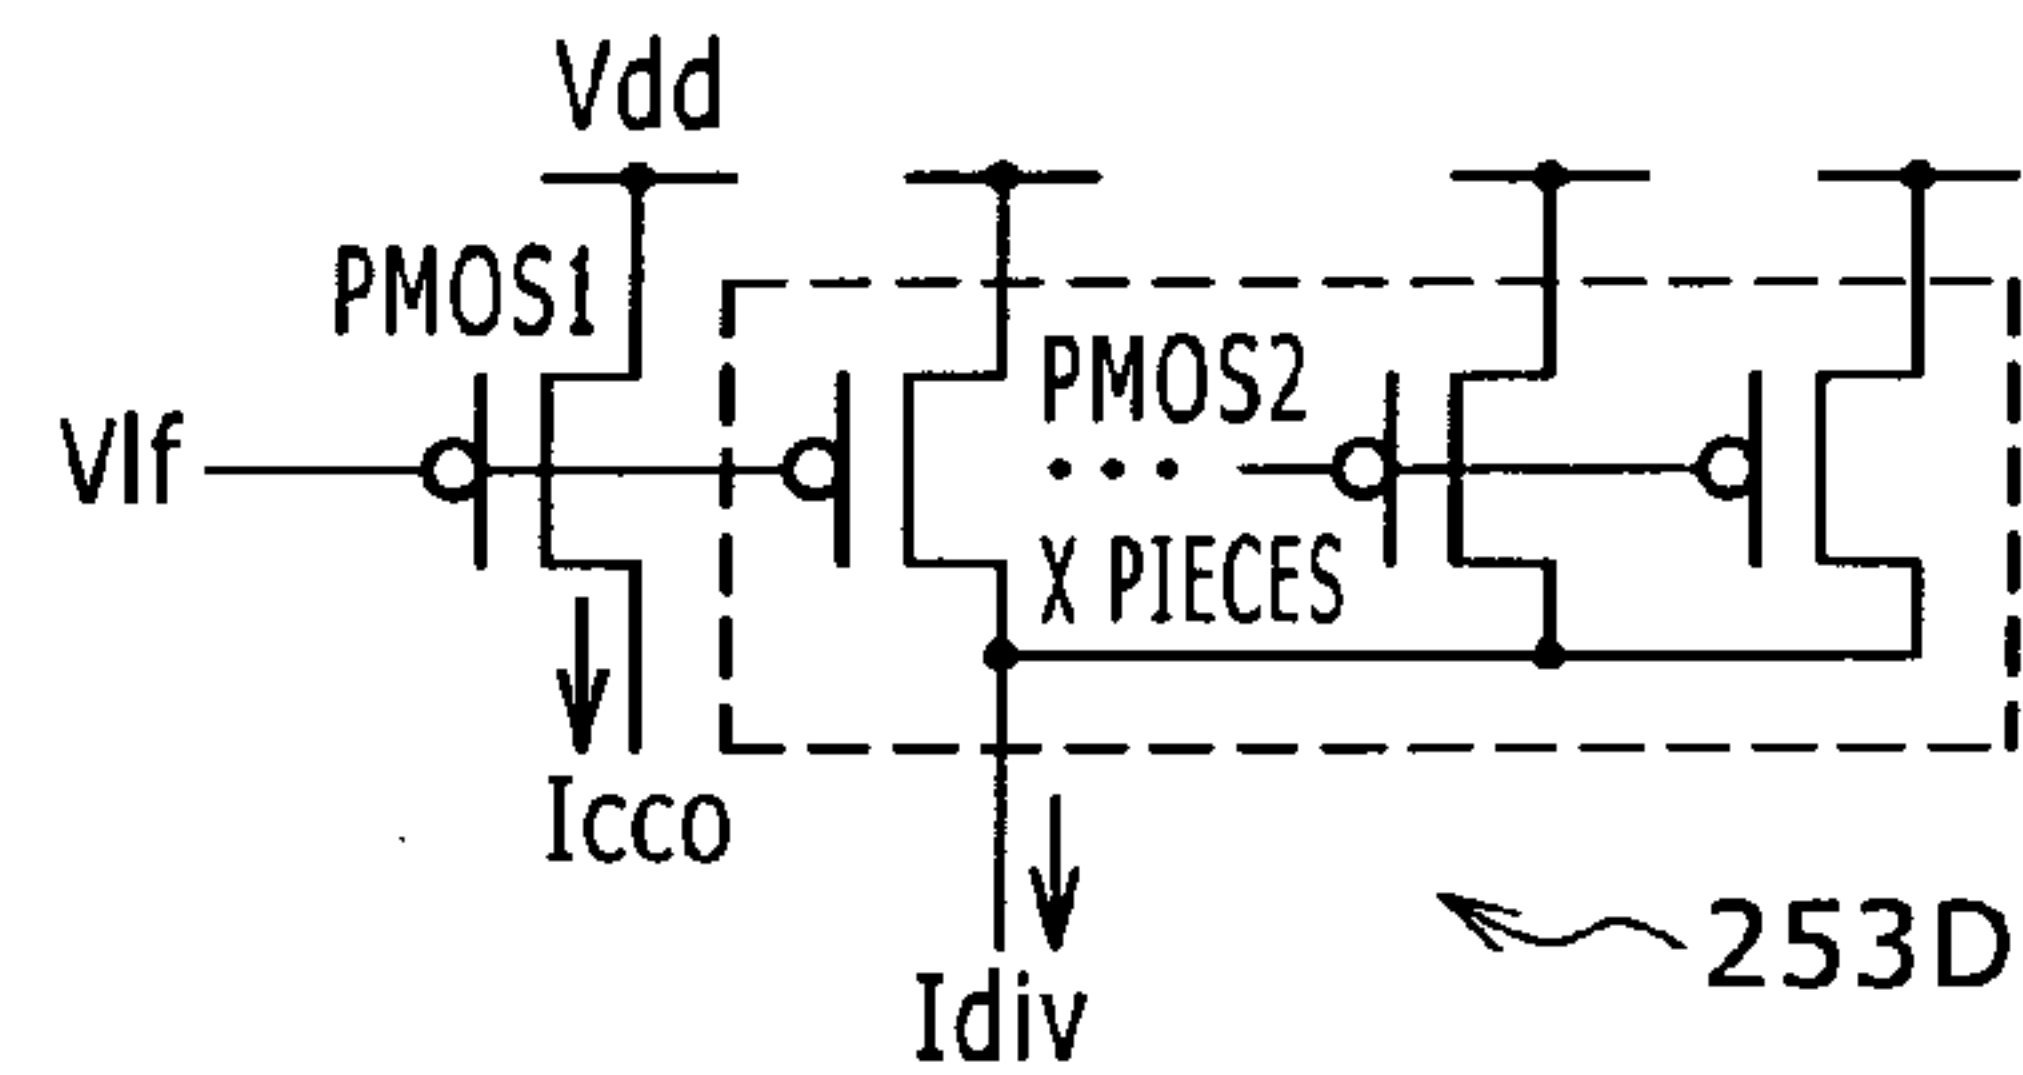 Vdd
PMOS1
PMOS2
Vlf
X PIECES
Icco
253D
Idiv